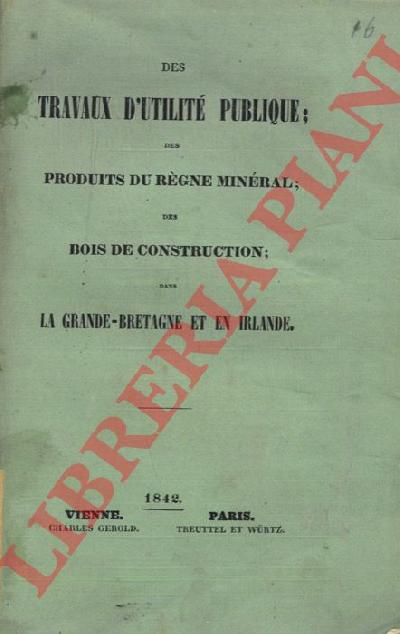 16
DES
TRAVAUX D'UTILITÉ PUBLIQUE;
DES
PRODUITS DU RÈGNE MINÉRAL;
DES
BOIS DE CONSTRUCTION;
DANS
LA GRANDE-BRETAGNE ET EN IRLANDE.
1842.
VIENNE. PARIS.
CHARLES GEROLD. TREUTTEL ET WÜRTZ.
LIBRERIA PIANI